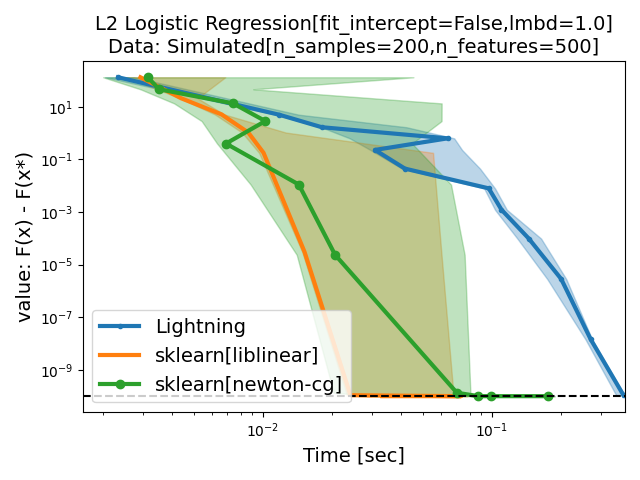 L2 Logistic Regression[fit_intercept=False,lmbd=1.0]
Data: Simulated[n_samples=200,n_features=500]
value: F(x) - F(x*)
10¹
10⁻¹
10⁻³
10⁻⁵
10⁻⁷
10⁻⁹
Lightning
sklearn[liblinear]
sklearn[newton-cg]
10⁻² 10⁻¹
Time [sec]